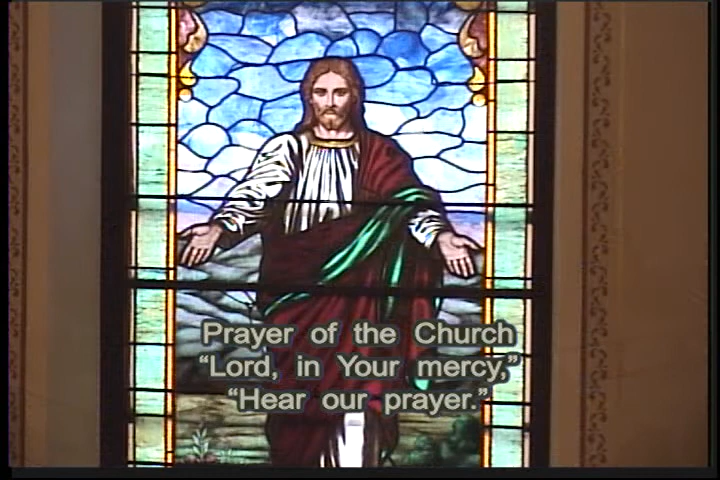 Prayer of the Church
“Lord, in Your mercy,”
“Hear our prayer.”